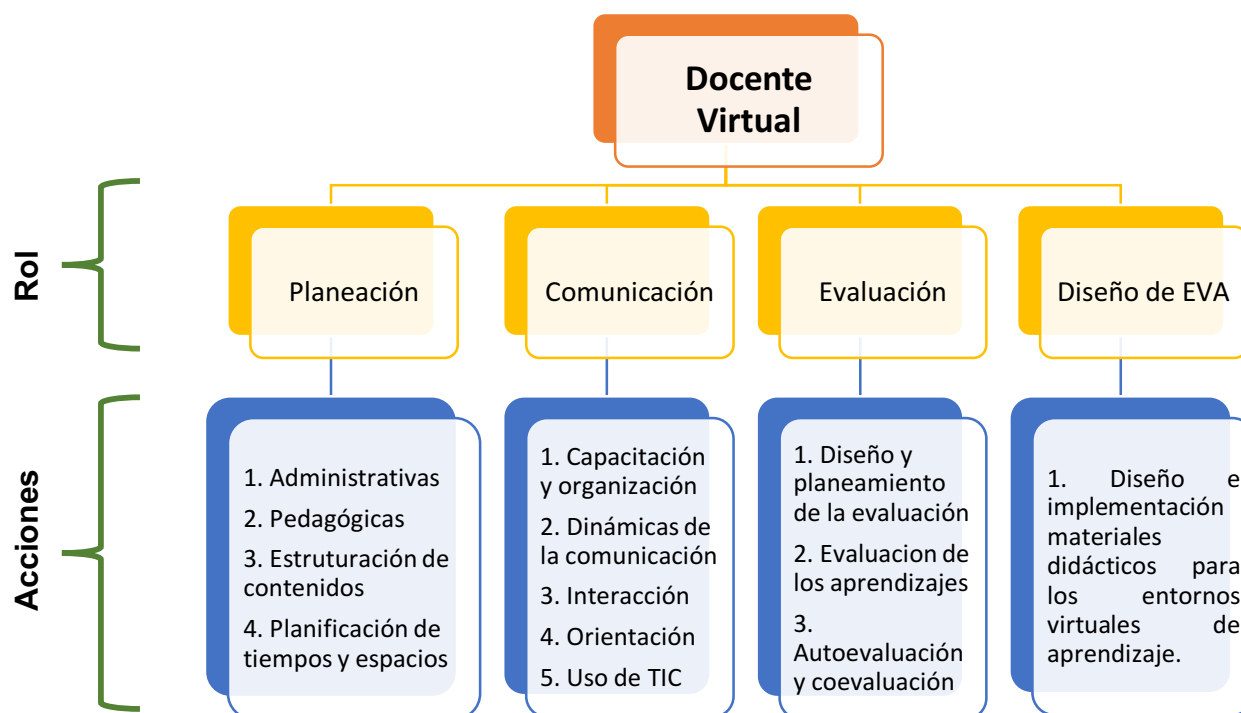 Docente
Virtual
Rol
Planeación
Comunicación
Evaluación
Diseño de EVA
Acciones
1. Administrativas
2. Pedagógicas
3. Estruturación de
contenidos
4. Planificación de
tiempos y espacios
1. Capacitación
y organización
2. Dinámicas de
la comunicación
3. Interacción
4. Orientación
5. Uso de TIC
1. Diseño y
planeamiento
de la evaluación
2. Evaluacion de
los aprendizajes
3.
Autoevaluación
y coevaluación
1. Diseño e
implementación
materiales
didácticos para
los entornos
virtuales de
aprendizaje.